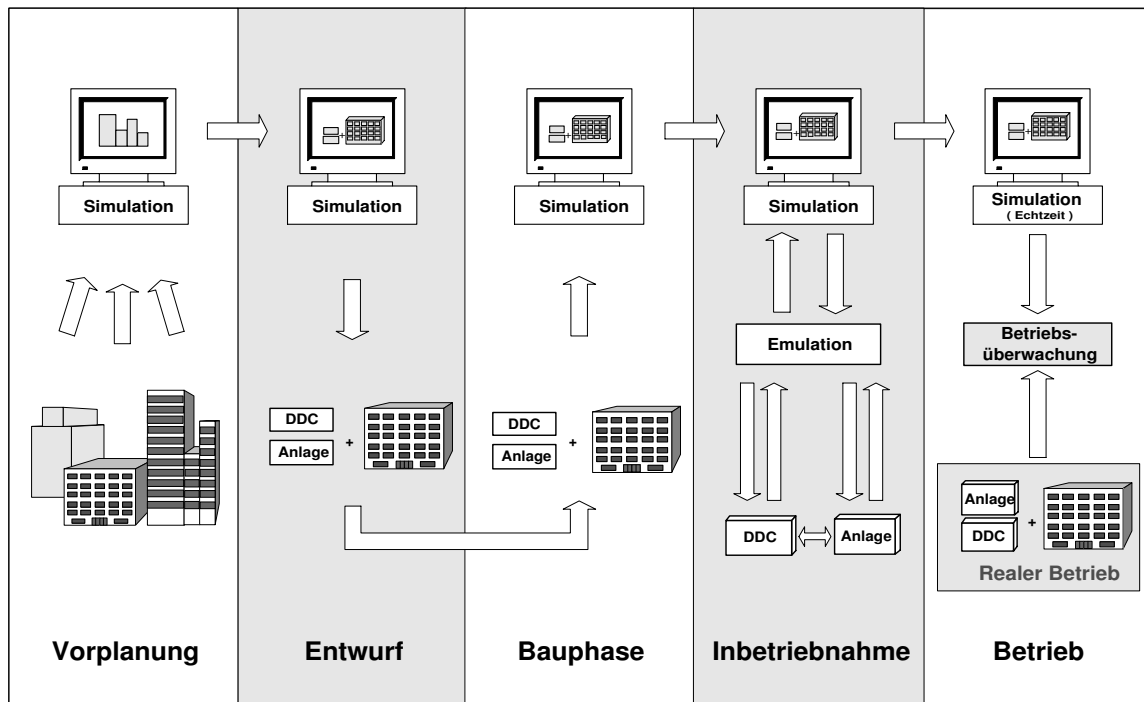 Simulation
Simulation
Simulation
Simulation
Simulation
( Echtzeit )
Emulation
Betriebs-
überwachung
DDC
+
Anlage
DDC
+
Anlage
DDC
Anlage
Anlage
+
DDC
Realer Betrieb
Vorplanung
Entwurf
Bauphase
Inbetriebnahme
Betrieb